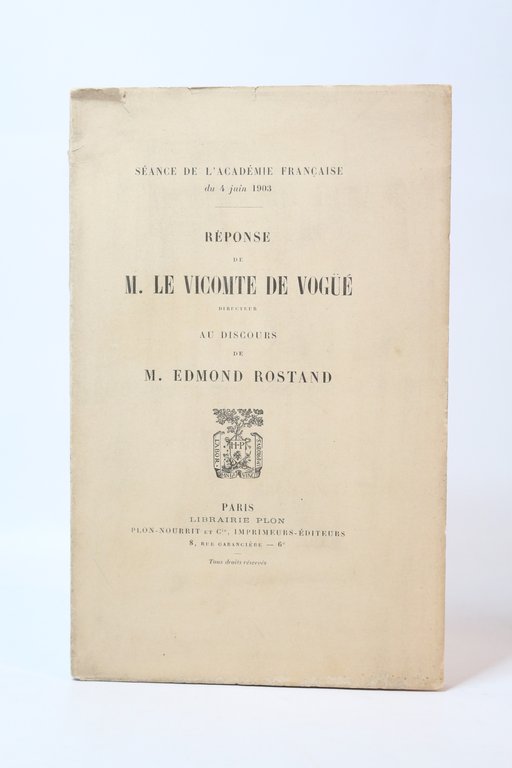 SÉANCE DE L'ACADÉMIE FRANÇAISE
du 4 juin 1903
RÉPONSE
DE
M. LE VICOMTE DE VOGÜÉ
DIRECTEUR
AU DISCOURS
DE
M. EDMOND ROSTAND
LABOR
PARIS
LIBRAIRIE PLON
PLON-NOURRIT ET Cie, IMPRIMEURS-ÉDITEURS
8, RUE GARANCIÈRE — 6e
Tous droits réservés